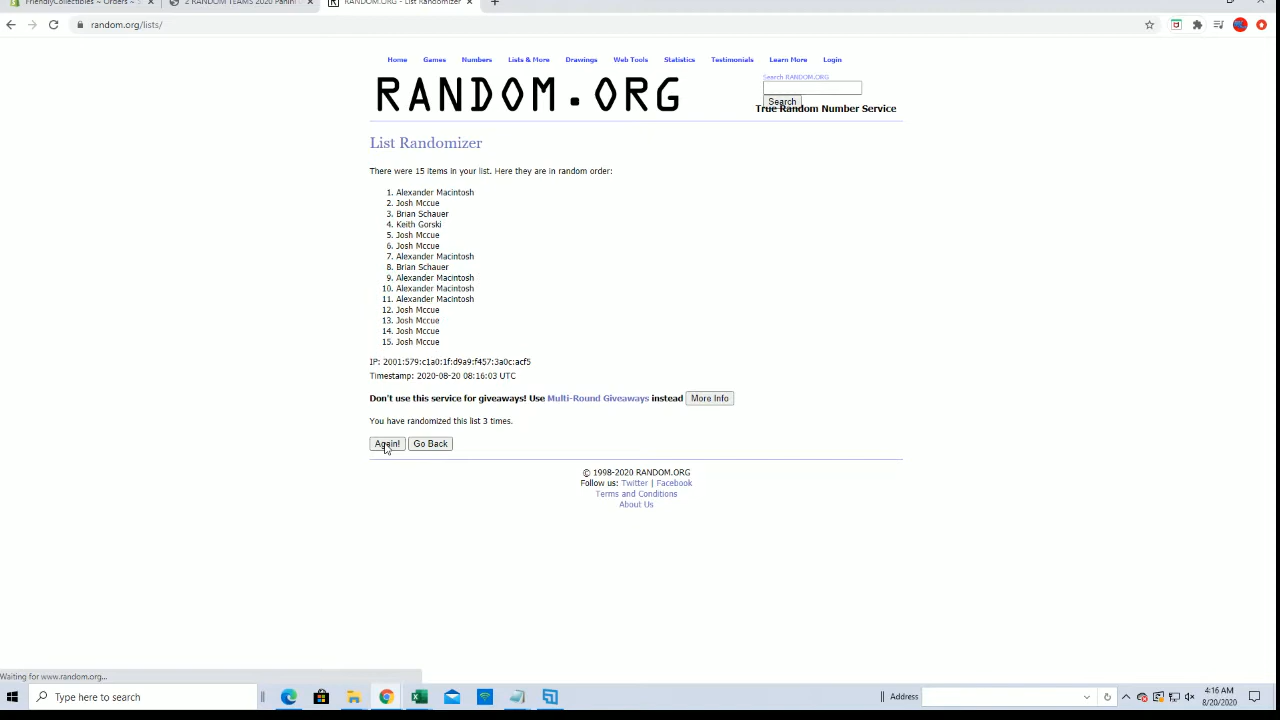 FriendlyCollectibles ~ Orders ~ S
2 RANDOM TEAMS 2020 Panini
RANDOM.ORG - List Randomizer
random.org/lists/
Home Games Numbers Lists & More Drawings Web Tools Statistics Testimonials Learn More Login
RANDOM.ORG
Search RANDOM.ORG
Search
True Random Number Service
List Randomizer
There were 15 items in your list. Here they are in random order:
1. Alexander Macintosh
2. Josh Mccue
3. Brian Schauer
4. Keith Gorski
5. Josh Mccue
6. Josh Mccue
7. Alexander Macintosh
8. Brian Schauer
9. Alexander Macintosh
10. Alexander Macintosh
11. Alexander Macintosh
12. Josh Mccue
13. Josh Mccue
14. Josh Mccue
15. Josh Mccue
IP: 2001:579:c1a0:1f:d9a9:f457:3a0c:acf5
Timestamp: 2020-08-20 08:16:03 UTC
Don't use this service for giveaways! Use Multi-Round Giveaways instead More Info
You have randomized this list 3 times.
Again! Go Back
© 1998-2020 RANDOM.ORG
Follow us: Twitter | Facebook
Terms and Conditions
About Us
Waiting for www.random.org...
Type here to search
Address
4:16 AM
8/20/2020